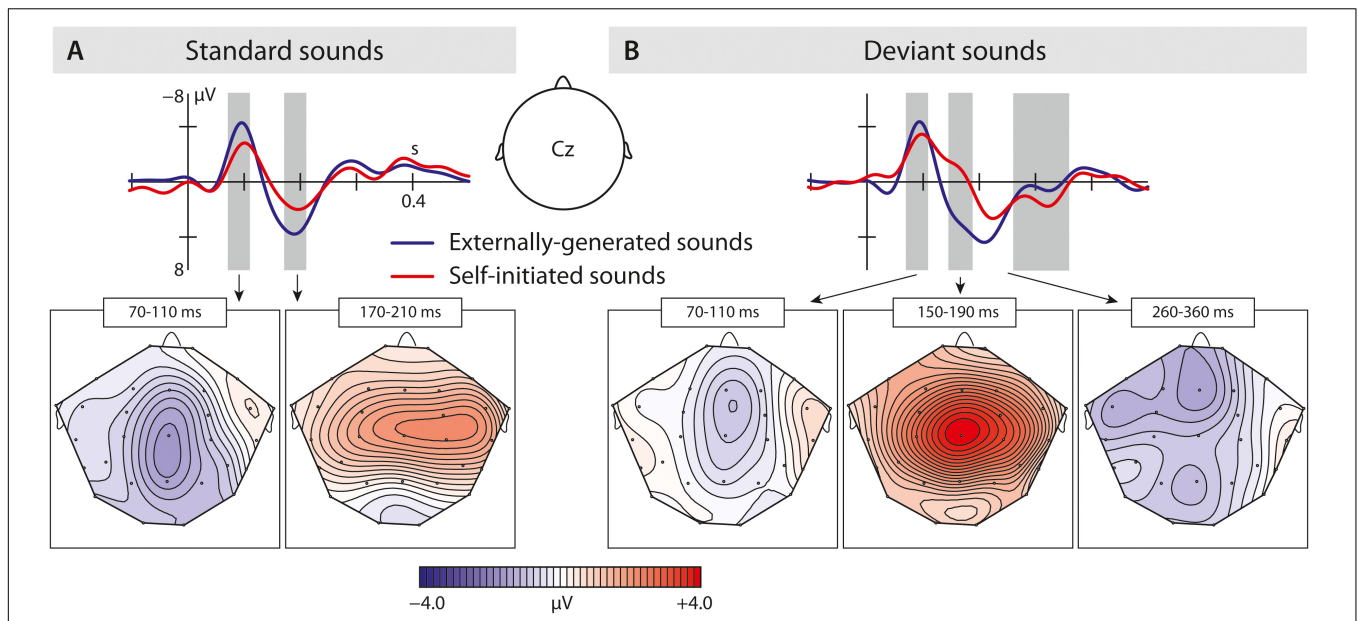 A Standard sounds
B Deviant sounds
−8 µV
Cz
s
0.4
8
Externally-generated sounds
Self-initiated sounds
70-110 ms
170-210 ms
70-110 ms
150-190 ms
260-360 ms
−4.0 µV +4.0